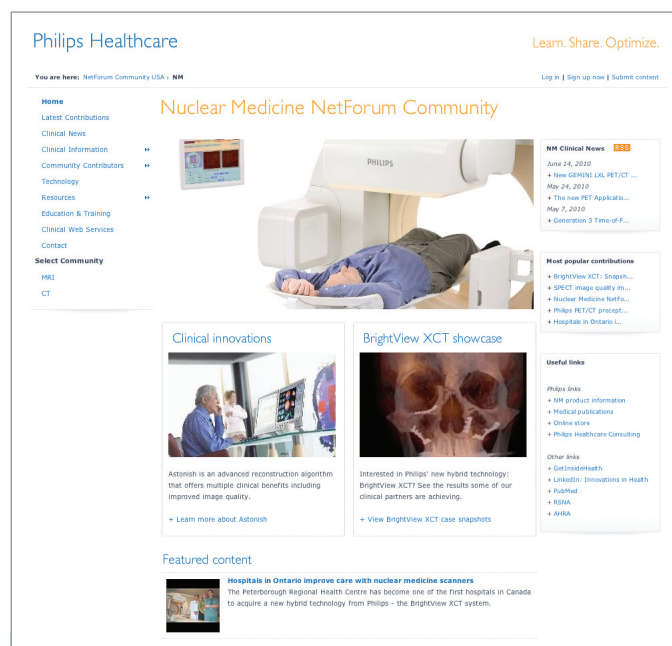 Philips Healthcare
Learn. Share. Optimize.
You are here: NetForum Community USA › NM
Log in | Sign up now | Submit content
Home
Latest Contributions
Clinical News
Clinical Information
Community Contributors
Technology
Resources
Education & Training
Clinical Web Services
Contact
Select Community
MRI
CT
Nuclear Medicine NetForum Community
PHILIPS
NM Clinical News RSS
June 14, 2010
+ New GEMINI LXL PET/CT ...
May 24, 2010
+ The new PET Applicatio...
May 7, 2010
+ Generation 3 Time-of-F...
Most popular contributions
+ BrightView XCT: Snapsh...
+ SPECT image quality im...
+ Nuclear Medicine NetFo...
+ Philips PET/CT precept...
+ Hospitals in Ontario i...
Useful links
Philips links
+ NM product information
+ Medical publications
+ Online store
+ Philips Healthcare Consulting
Other links
+ GetInsideHealth
+ LinkedIn: Innovations in Health
+ PubMed
+ RSNA
+ AHRA
Clinical innovations
Astonish is an advanced reconstruction algorithm
that offers multiple clinical benefits including
improved image quality.
+ Learn more about Astonish
BrightView XCT showcase
Interested in Philips' new hybrid technology:
BrightView XCT? See the results some of our
clinical partners are achieving.
+ View BrightView XCT case snapshots
Featured content
Hospitals in Ontario improve care with nuclear medicine scanners
The Peterborough Regional Health Centre has become one of the first hospitals in Canada
to acquire a new hybrid technology from Philips - the BrightView XCT system.